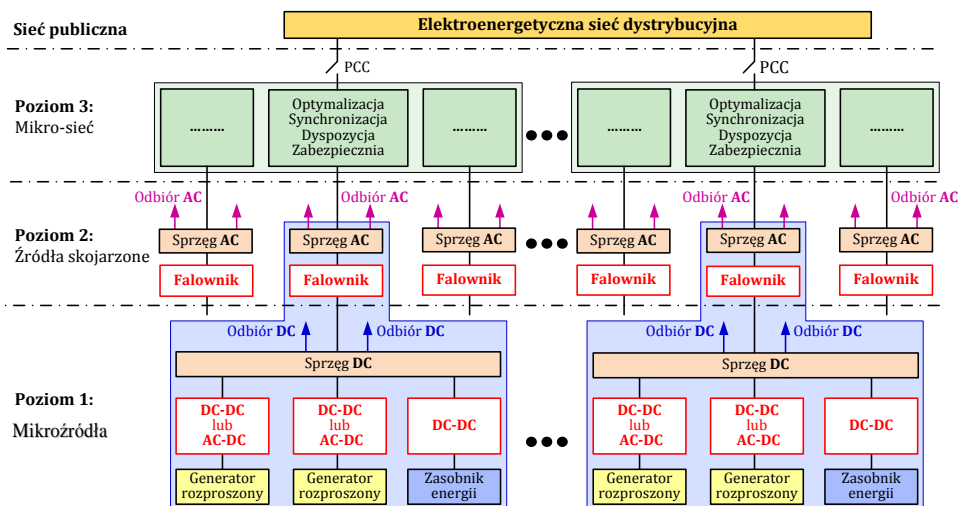 Sieć publiczna
Elektroenergetyczna sieć dystrybucyjna
PCC
PCC
Poziom 3:
Mikro-sieć
.........
Optymalizacja
Synchronizacja
Dyspozycja
Zabezpiecznia
.........
.........
Optymalizacja
Synchronizacja
Dyspozycja
Zabezpiecznia
.........
Odbiór AC
Odbiór AC
Odbiór AC
Odbiór AC
Poziom 2:
Źródła skojarzone
Sprzęg AC
Sprzęg AC
Sprzęg AC
Sprzęg AC
Sprzęg AC
Sprzęg AC
Falownik
Falownik
Falownik
Falownik
Falownik
Falownik
Odbiór DC
Odbiór DC
Odbiór DC
Odbiór DC
Sprzęg DC
Sprzęg DC
Poziom 1:
Mikroźródła
DC-DC
lub
AC-DC
DC-DC
lub
AC-DC
DC-DC
DC-DC
lub
AC-DC
DC-DC
lub
AC-DC
DC-DC
Generator
rozproszony
Generator
rozproszony
Zasobnik
energii
Generator
rozproszony
Generator
rozproszony
Zasobnik
energii